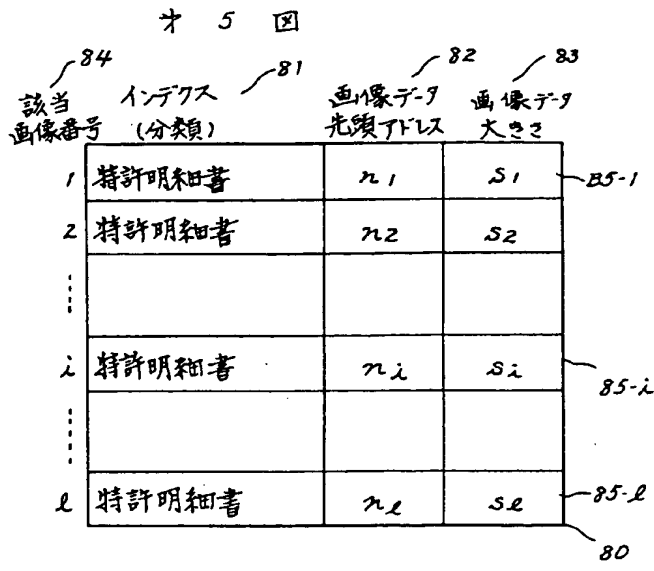 才 5 図
84 81 82 83
該当 インデクス 画像データ 画像データ
画像番号 (分類) 先頭アドレス 大きさ
1 特許明細書 n1 s1 85-1
2 特許明細書 n2 s2
i 特許明細書 ni si 85-i
l 特許明細書 nl sl 85-l
80